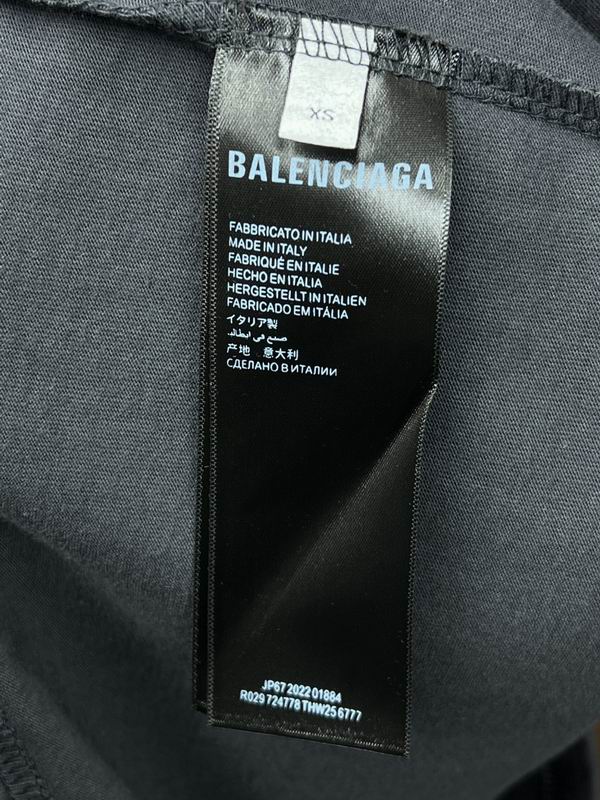 XS
BALENCIAGA
FABBRICATO IN ITALIA
MADE IN ITALY
FABRIQUÉ EN ITALIE
HECHO EN ITALIA
HERGESTELLT IN ITALIEN
FABRICADO EM ITÁLIA
イタリア製
صنع في ايطاليا.
产地 意大利
СДЕЛАНО В ИТАЛИИ
JP67 2022 01884
R029 724778 THW25 6777